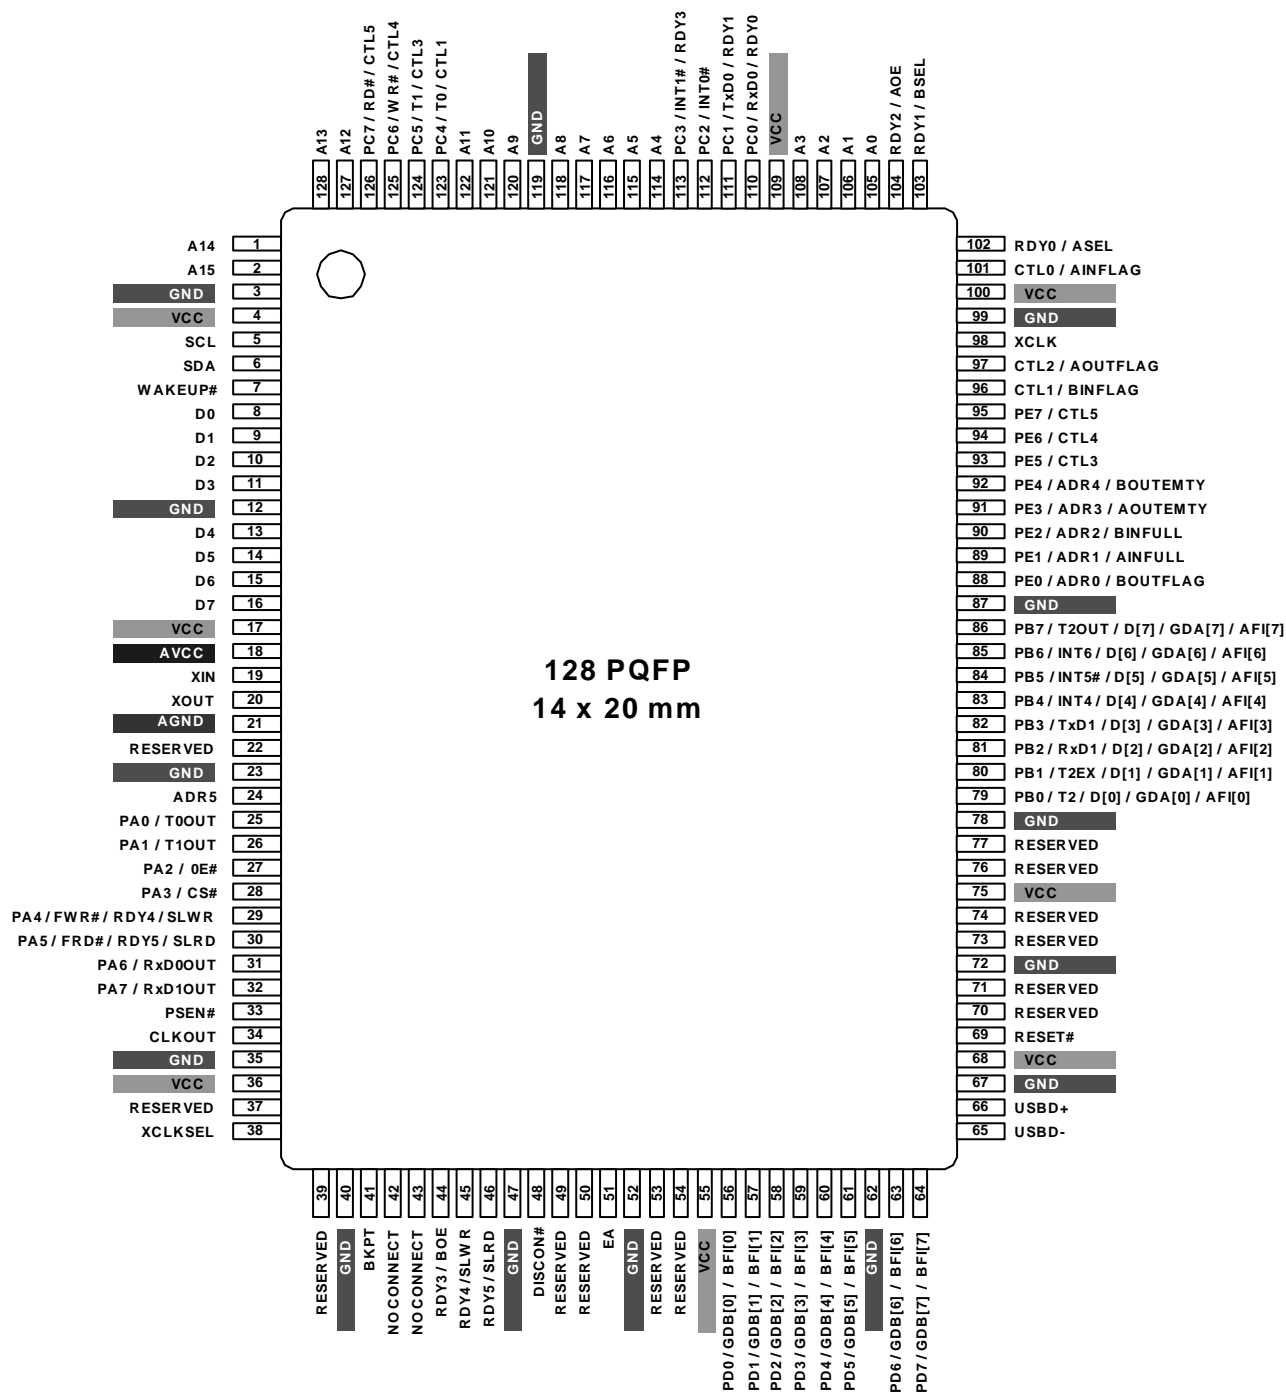 A13
A12
PC7 / RD# / CTL5
PC6 / WR# / CTL4
PC5 / T1 / CTL3
PC4 / T0 / CTL1
A11
A10
A9
GND
A8
A7
A6
A5
A4
PC3 / INT1# / RDY3
PC2 / INT0#
PC1 / TxD0 / RDY1
PC0 / RxD0 / RDY0
VCC
A3
A2
A1
A0
RDY2 / AOE
RDY1 / BSEL
128
127
126
125
124
123
122
121
120
119
118
117
116
115
114
113
112
111
110
109
108
107
106
105
104
103
A14 1
A15 2
GND 3
VCC 4
SCL 5
SDA 6
WAKEUP# 7
D0 8
D1 9
D2 10
D3 11
GND 12
D4 13
D5 14
D6 15
D7 16
VCC 17
AVCC 18
XIN 19
XOUT 20
AGND 21
RESERVED 22
GND 23
ADR5 24
PA0 / T0OUT 25
PA1 / T1OUT 26
PA2 / 0E# 27
PA3 / CS# 28
PA4 / FWR# / RDY4 / SLWR 29
PA5 / FRD# / RDY5 / SLRD 30
PA6 / RxD0OUT 31
PA7 / RxD1OUT 32
PSEN# 33
CLKOUT 34
GND 35
VCC 36
RESERVED 37
XCLKSEL 38
128 PQFP
14 x 20 mm
102 RDY0 / ASEL
101 CTL0 / AINFLAG
100 VCC
99 GND
98 XCLK
97 CTL2 / AOUTFLAG
96 CTL1 / BINFLAG
95 PE7 / CTL5
94 PE6 / CTL4
93 PE5 / CTL3
92 PE4 / ADR4 / BOUTEMTY
91 PE3 / ADR3 / AOUTEMTY
90 PE2 / ADR2 / BINFULL
89 PE1 / ADR1 / AINFULL
88 PE0 / ADR0 / BOUTFLAG
87 GND
86 PB7 / T2OUT / D[7] / GDA[7] / AFI[7]
85 PB6 / INT6 / D[6] / GDA[6] / AFI[6]
84 PB5 / INT5# / D[5] / GDA[5] / AFI[5]
83 PB4 / INT4 / D[4] / GDA[4] / AFI[4]
82 PB3 / TxD1 / D[3] / GDA[3] / AFI[3]
81 PB2 / RxD1 / D[2] / GDA[2] / AFI[2]
80 PB1 / T2EX / D[1] / GDA[1] / AFI[1]
79 PB0 / T2 / D[0] / GDA[0] / AFI[0]
78 GND
77 RESERVED
76 RESERVED
75 VCC
74 RESERVED
73 RESERVED
72 GND
71 RESERVED
70 RESERVED
69 RESET#
68 VCC
67 GND
66 USBD+
65 USBD-
39
40
41
42
43
44
45
46
47
48
49
50
51
52
53
54
55
56
57
58
59
60
61
62
63
64
RESERVED
GND
BKPT
NO CONNECT
NO CONNECT
RDY3 / BOE
RDY4 / SLWR
RDY5 / SLRD
GND
DISCON#
RESERVED
RESERVED
EA
GND
RESERVED
RESERVED
VCC
PD0 / GDB[0] / BFI[0]
PD1 / GDB[1] / BFI[1]
PD2 / GDB[2] / BFI[2]
PD3 / GDB[3] / BFI[3]
PD4 / GDB[4] / BFI[4]
PD5 / GDB[5] / BFI[5]
GND
PD6 / GDB[6] / BFI[6]
PD7 / GDB[7] / BFI[7]